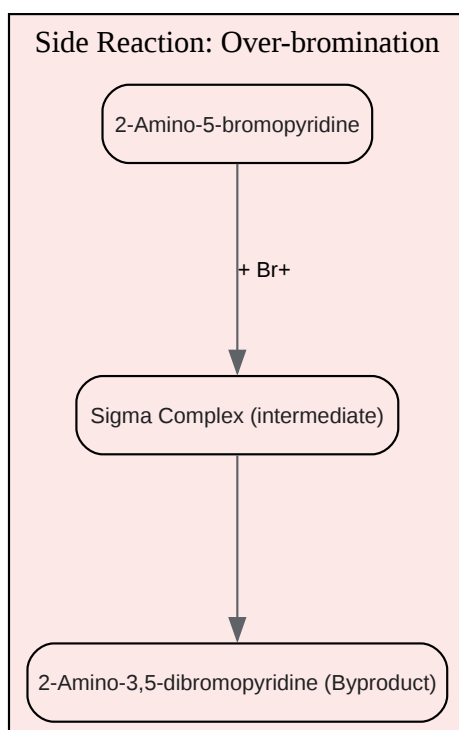 Side Reaction: Over-bromination
2-Amino-5-bromopyridine
+ Br+
Sigma Complex (intermediate)
2-Amino-3,5-dibromopyridine (Byproduct)